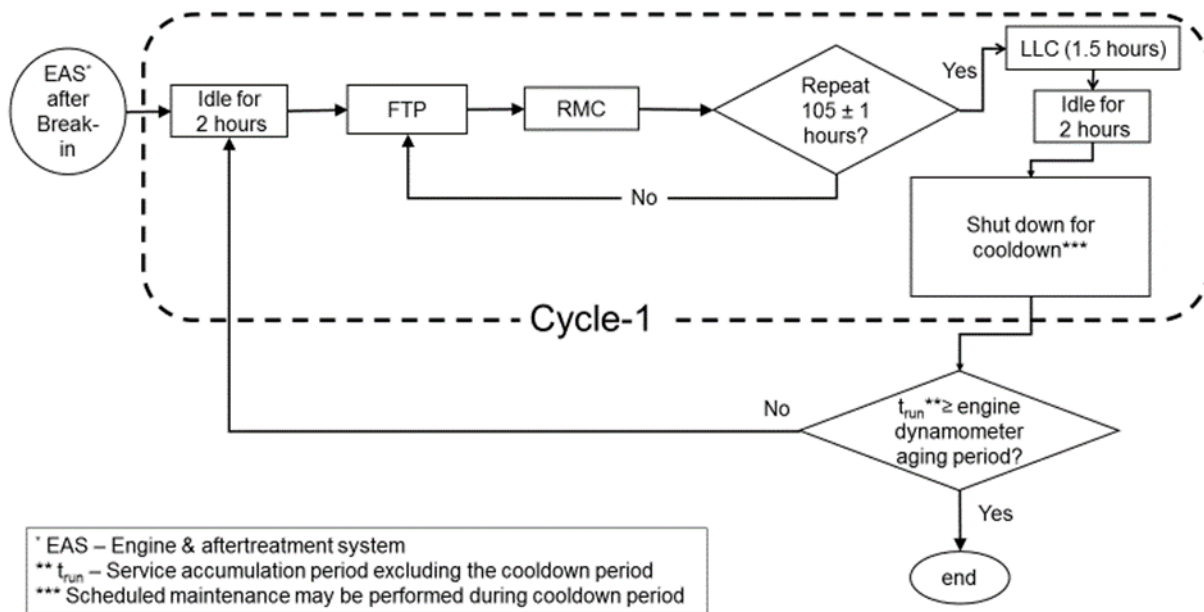 EAS*
after
Break-
in
Idle for
2 hours
FTP
RMC
Repeat
105 ± 1
hours?
Yes
LLC (1.5 hours)
Idle for
2 hours
No
Shut down for
cooldown***
Cycle-1
No
t_run**≥ engine
dynamometer
aging period?
Yes
end
* EAS – Engine & aftertreatment system
** t_run – Service accumulation period excluding the cooldown period
*** Scheduled maintenance may be performed during cooldown period